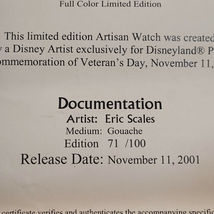 Full Color Limited Edition
This limited edition Artisan Watch was created
a Disney Artist exclusively for Disneyland®
ommemoration of Veteran's Day, November 11,
Documentation
Artist: Eric Scales
Medium: Gouache
Edition 71 /100
Release Date: November 11, 2001
certificate verifies and authenticates the accompanying specific